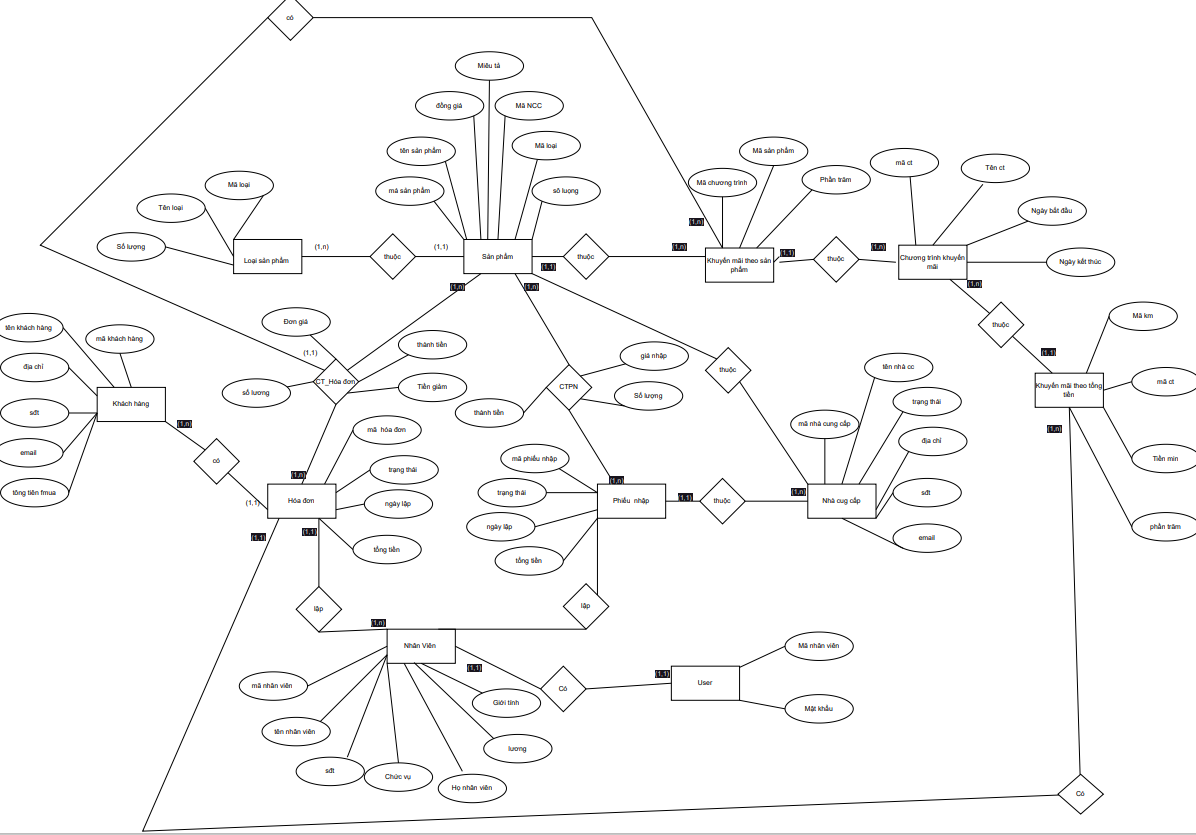 có
Miêu tả
đồng giá
Mã NCC
tên sản phẩm
Mã loại
mã sản phẩm
số lượng
Mã loại
Tên loại
Số lượng
Loại sản phẩm
(1,n)
thuộc
(1,1)
Sản phẩm
(1,1)
thuộc
(1,n)
(1,n)
Mã chương trình
Mã sản phẩm
Phần trăm
Khuyến mãi theo sản
phẩm
(1,1)
thuộc
(1,n)
mã ct
Tên ct
Ngày bắt đầu
Ngày kết thúc
Chương trình khuyến
mãi
(1,n)
thuộc
(1,1)
Mã km
mã ct
Tiền min
phần trăm
Khuyến mãi theo tổng
tiền
(1,n)
(1,n)
(1,n)
Đơn giá
(1,1)
thành tiền
Tiền giảm
số lương
CT_Hóa đơn
giá nhập
Số lượng
CTPN
thành tiền
thuộc
tên khách hàng
mã khách hàng
địa chỉ
sđt
email
tông tiên fmua
Khách hàng
(1,n)
có
(1,1)
(1,n)
Hóa đơn
(1,1)
(1,1)
mã hóa đơn
trạng thái
ngày lập
tổng tiền
mã phiếu nhập
trạng thái
ngày lập
tổng tiền
(1,n)
Phiếu nhập
(1,1)
thuộc
(1,n)
Nhà cug cấp
mã nhà cung cấp
tên nhà cc
trạng thái
địa chỉ
sđt
email
lập
lập
(1,n)
Nhân Viên
(1,1)
Có
(1,1)
User
Mã nhân viên
Mật khẩu
mã nhân viên
tên nhân viên
sđt
Chức vụ
Họ nhân viên
lương
Giới tính
Có